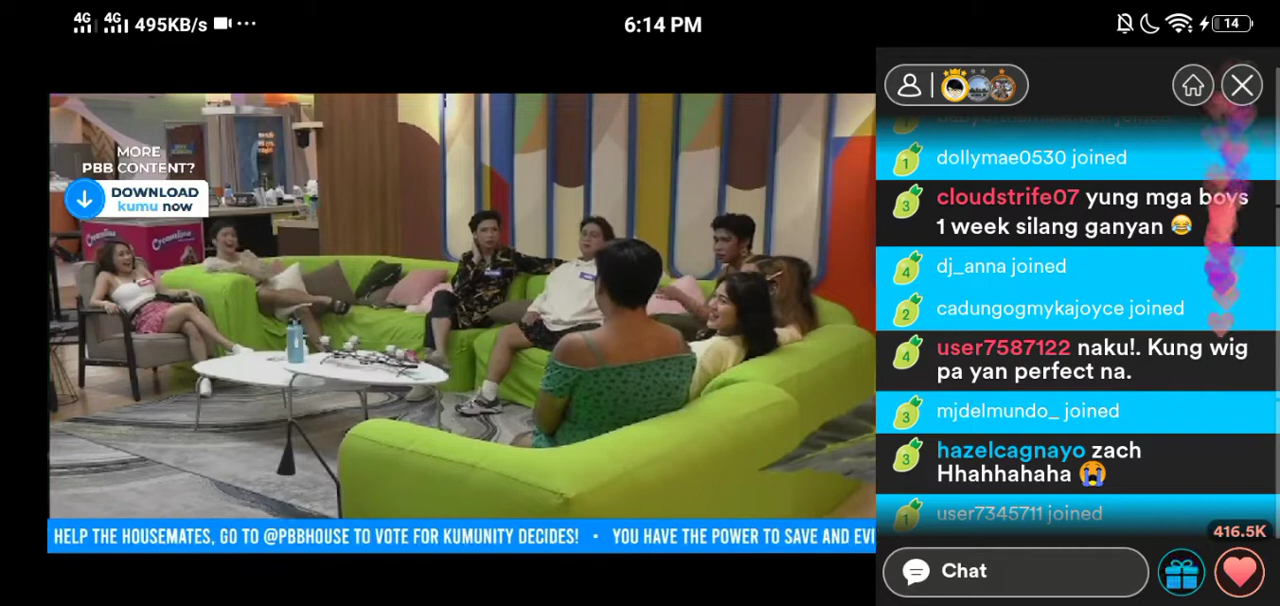 4G 4G 495KB/s
6:14 PM
14
MORE
PBB CONTENT?
DOWNLOAD
kumu now
Creamline
Creamline
dollymae0530 joined
cloudstrife07 yung mga boys
1 week silang ganyan 😂
dj_anna joined
cadungogmykajoyce joined
user7587122 naku!. Kung wig
pa yan perfect na.
mjdelmundo_ joined
hazelcagnayo zach
Hhahhahaha 😭
user7345711 joined
416.5K
Chat
HELP THE HOUSEMATES, GO TO @PBBHOUSE TO VOTE FOR KUMUNITY DECIDES! • YOU HAVE THE POWER TO SAVE AND EVI